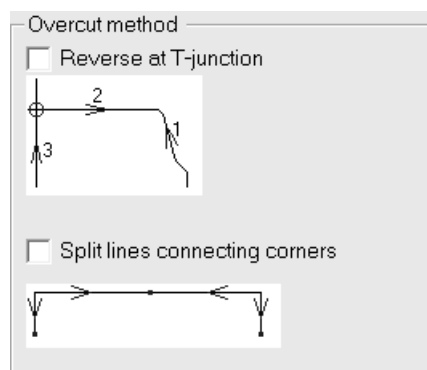 Overcut method
Reverse at T-junction
2
1
3
Split lines connecting corners